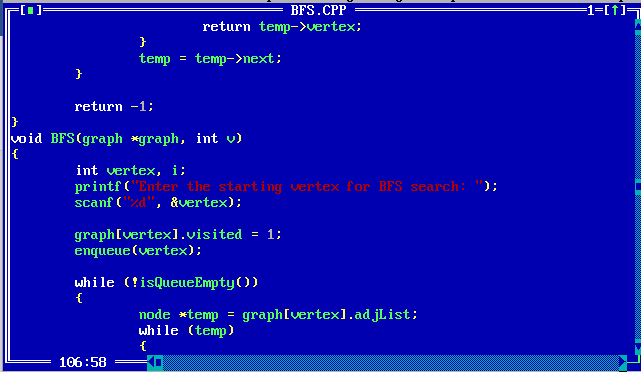 [■] BFS.CPP 1=[↑]
return temp->vertex;
}
temp = temp->next;
}
return -1;
}
void BFS(graph *graph, int v)
{
int vertex, i;
printf("Enter the starting vertex for BFS search: ");
scanf("%d", &vertex);
graph[vertex].visited = 1;
enqueue(vertex);
while (!isQueueEmpty())
{
node *temp = graph[vertex].adjList;
while (temp)
{
106:58